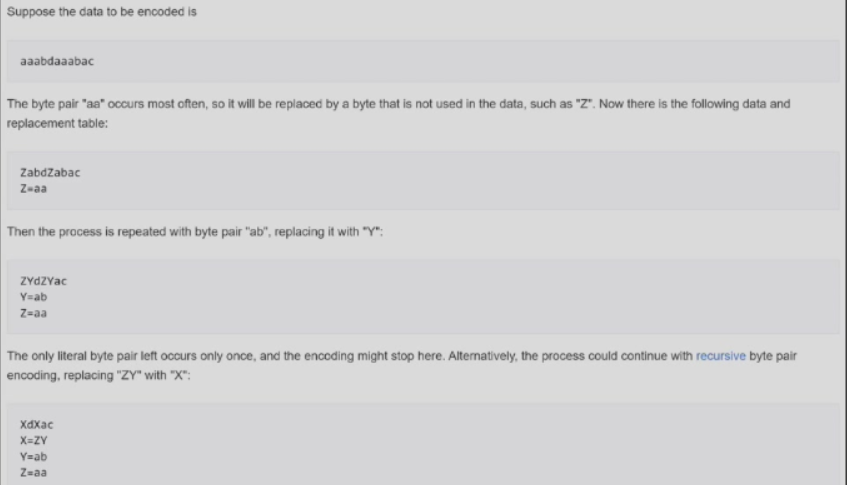 Suppose the data to be encoded is
aaabdaaabac
The byte pair "aa" occurs most often, so it will be replaced by a byte that is not used in the data, such as "Z". Now there is the following data and
replacement table:
ZabdZabac
Z=aa
Then the process is repeated with byte pair "ab", replacing it with "Y":
ZYdZYac
Y=ab
Z=aa
The only literal byte pair left occurs only once, and the encoding might stop here. Alternatively, the process could continue with recursive byte pair
encoding, replacing "ZY" with "X":
XdXac
X=ZY
Y=ab
Z=aa